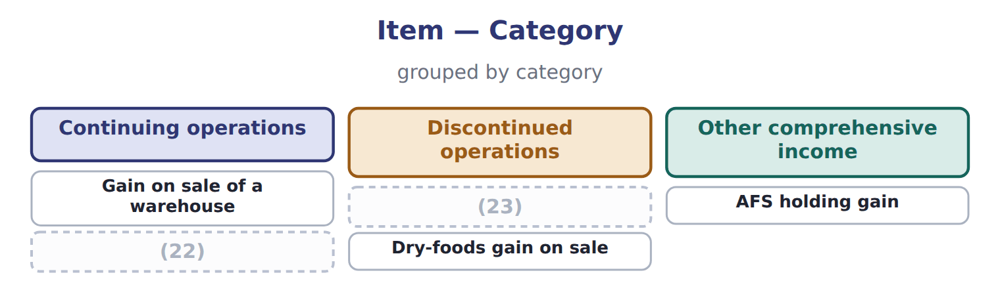 Item — Category
grouped by category
Continuing operations
Gain on sale of a
warehouse
(22)
Discontinued
operations
(23)
Dry-foods gain on sale
Other comprehensive
income
AFS holding gain